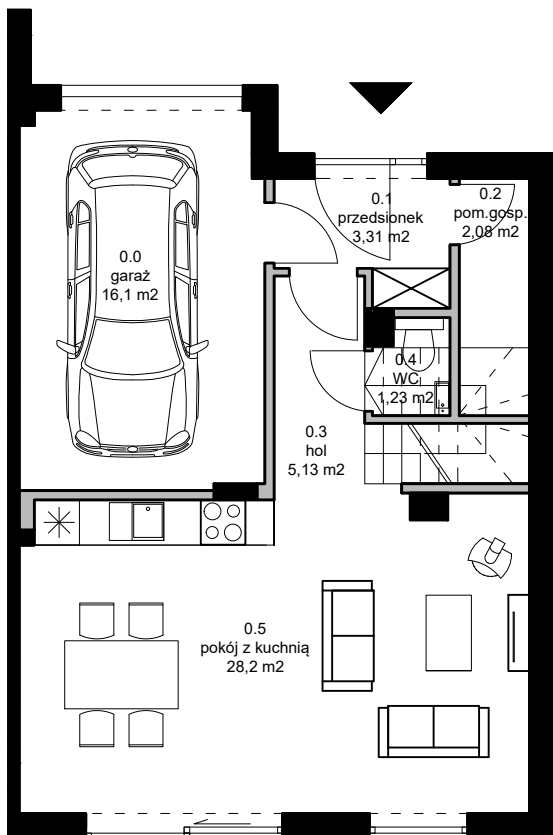 0.1
przedsionek
3,31 m2
0.2
pom.gosp.
2,08 m2
0.0
garaż
16,1 m2
0.4
WC
1,23 m2
0.3
hol
5,13 m2
0.5
pokój z kuchnią
28,2 m2